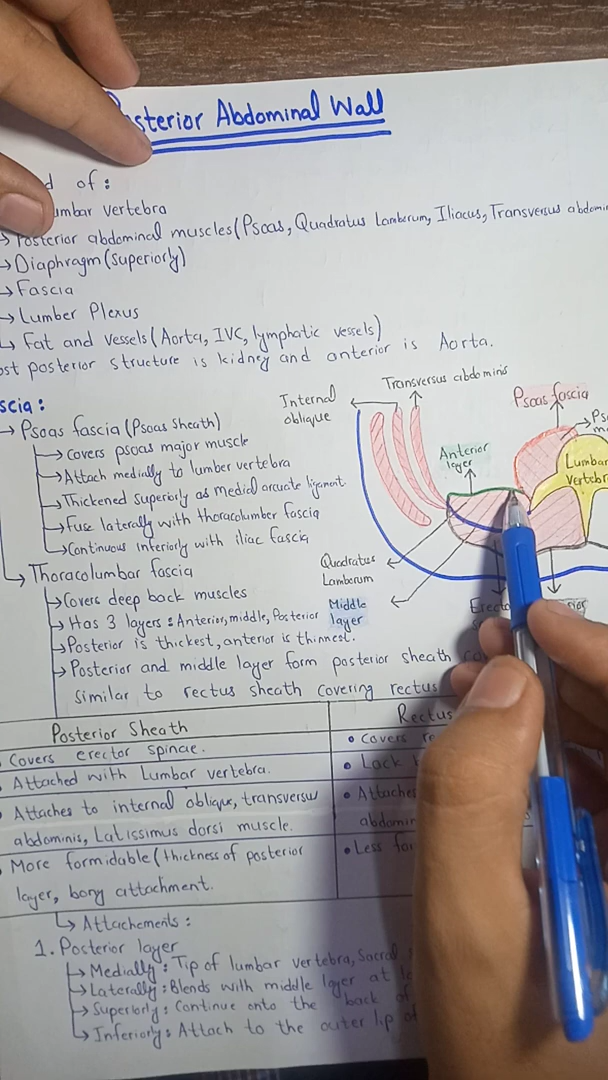 Posterior Abdominal Wall
of:
lumbar vertebra
→ Posterior abdominal muscles (Psoas, Quadratus Lamborum, Iliacus, Transversus abdomin
→ Diaphragm (superiorly)
→ Fascia
→ Lumber Plexus
↳ Fat and vessels (Aorta, IVC, lymphatic vessels)
ost posterior structure is kidney and anterior is Aorta.
scia:
→ Psoas fascia (Psoas Sheath)
→ covers psoas major muscle
→ Attach medially to lumber vertebra
→ Thickened superiorly as medial arcuate ligament
→ Fuse laterally with thoracolumber fascia
↳ Continuous inferiorly with iliac fascia
Internal oblique
Transversus abdominis
Psoas fascia
Ps
Anterior layer
Lumbar
Vertebr
Quadratus
Lamborum
Middle layer
Erecto
↳ Thoracolumbar fascia
→ Covers deep back muscles
→ Has 3 layers: Anterior, middle, Posterior
→ Posterior is thickest, anterior is thinnest.
→ Posterior and middle layer form posterior sheath
similar to rectus sheath covering rectus
Posterior Sheath
Rectus
Covers erector spinae.
• Covers
Attached with Lumbar vertebra.
• Lack
Attaches to internal oblique, transversus
abdominis, Latissimus dorsi muscle.
• Attaches
abdomin
More formidable (thickness of posterior
layer, bony attachment.
• Less
↳ Attachements:
1. Posterior layer
→ Medially: Tip of lumbar vertebra, Sacral
→ Laterally: Blends with middle layer at
→ Superiorly: Continue onto the back of
↳ Inferiorly: Attach to the outer lip of